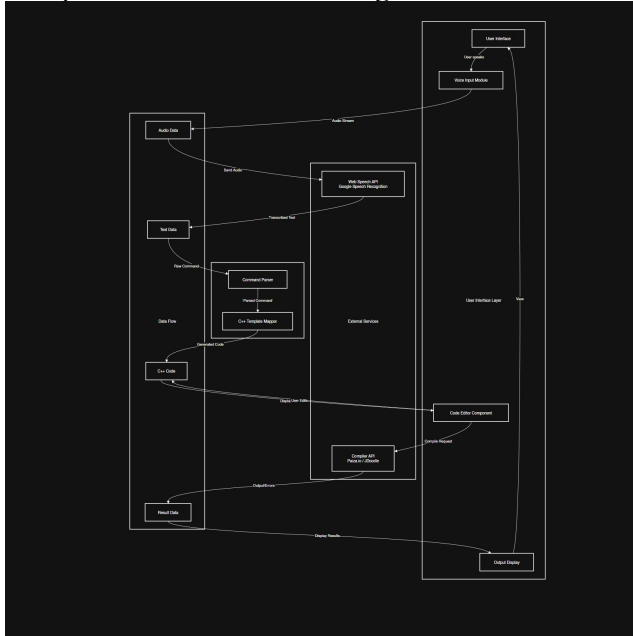 User Interface
User speaks
Voice Input Module
Audio Stream
Audio Data
Send Audio
Web Speech API
Google Speech Recognition
Transcribed Text
Text Data
Raw Command
Command Parser
Parsed Command
C++ Template Mapper
Data Flow
External Services
User Interface Layer
View
Generated Code
C++ Code
Display
User Edits
Code Editor Component
Compile Request
Compiler API
Paiza.io / JDoodle
Output/Errors
Result Data
Display Results
Output Display